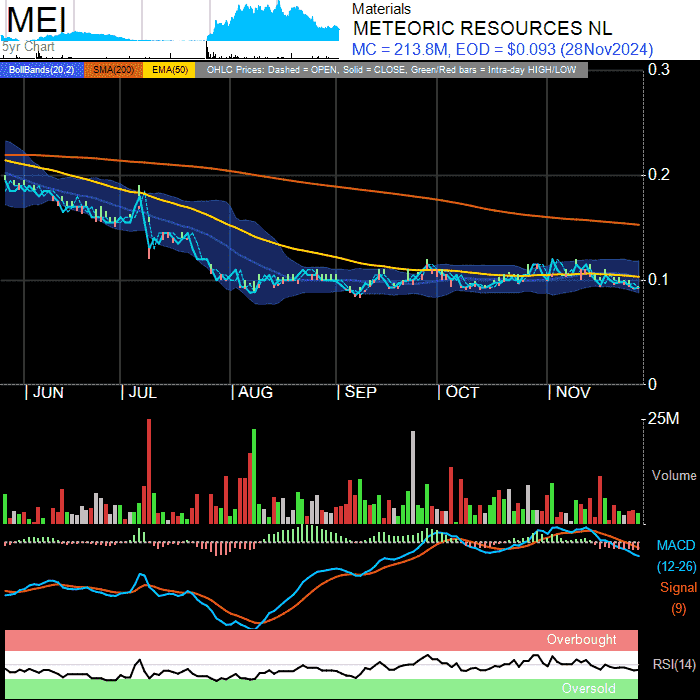 MEI
5yr Chart
Materials
METEORIC RESOURCES NL
MC = 213.8M, EOD = $0.093 (28Nov2024)
BollBands(20,2) SMA(200) EMA(50) OHLC Prices: Dashed = OPEN, Solid = CLOSE, Green/Red bars = Intra-day HIGH/LOW
0.3
0.2
0.1
0
JUN JUL AUG SEP OCT NOV
25M
Volume
MACD
(12-26)
Signal
(9)
Overbought
RSI(14)
Oversold